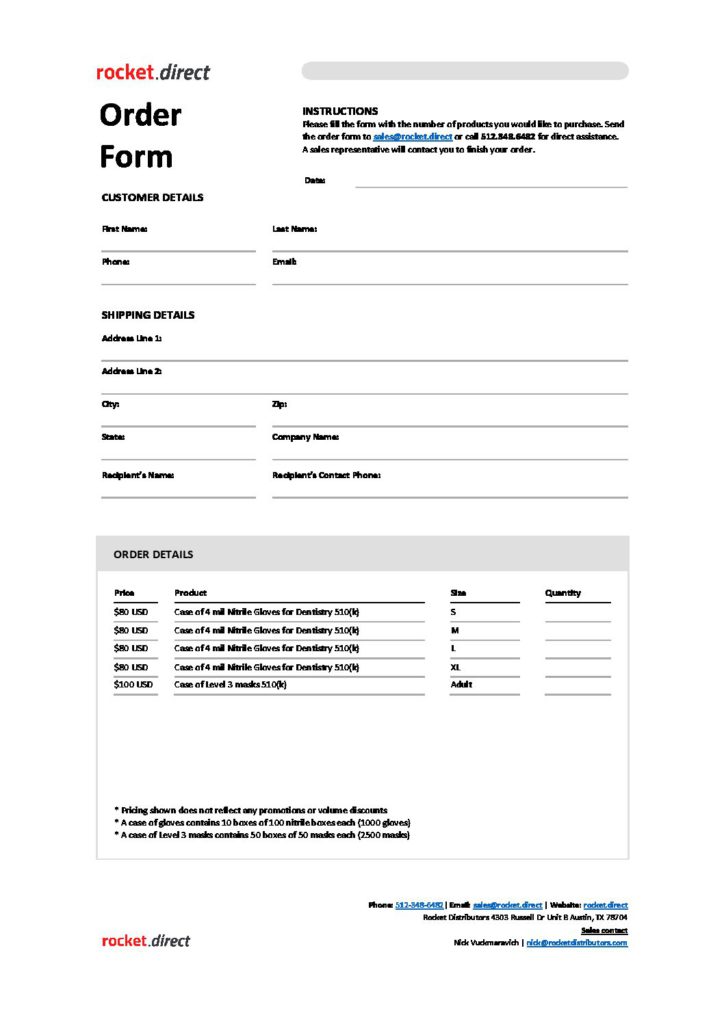 rocket.direct
Order
Form
INSTRUCTIONS
Please fill the form with the number of products you would like to purchase. Send
the order form to sales@rocket.direct or call 512.348.6482 for direct assistance.
A sales representative will contact you to finish your order.
Date:
CUSTOMER DETAILS
First Name: Last Name:
Phone: Email:
SHIPPING DETAILS
Address Line 1:
Address Line 2:
City: Zip:
State: Company Name:
Recipient's Name: Recipient's Contact Phone:
ORDER DETAILS
Price Product Size Quantity
$80 USD Case of 4 mil Nitrile Gloves for Dentistry 510(k) S
$80 USD Case of 4 mil Nitrile Gloves for Dentistry 510(k) M
$80 USD Case of 4 mil Nitrile Gloves for Dentistry 510(k) L
$80 USD Case of 4 mil Nitrile Gloves for Dentistry 510(k) XL
$100 USD Case of Level 3 masks 510(k) Adult
* Pricing shown does not reflect any promotions or volume discounts
* A case of gloves contains 10 boxes of 100 nitrile boxes each (1000 gloves)
* A case of Level 3 masks contains 50 boxes of 50 masks each (2500 masks)
Phone: 512-348-6482 | Email: sales@rocket.direct | Website: rocket.direct
Rocket Distributors 4303 Russell Dr Unit B Austin, TX 78704
Sales contact
rocket.direct Nick Vuckmaravich | nick@rocketdistributors.com